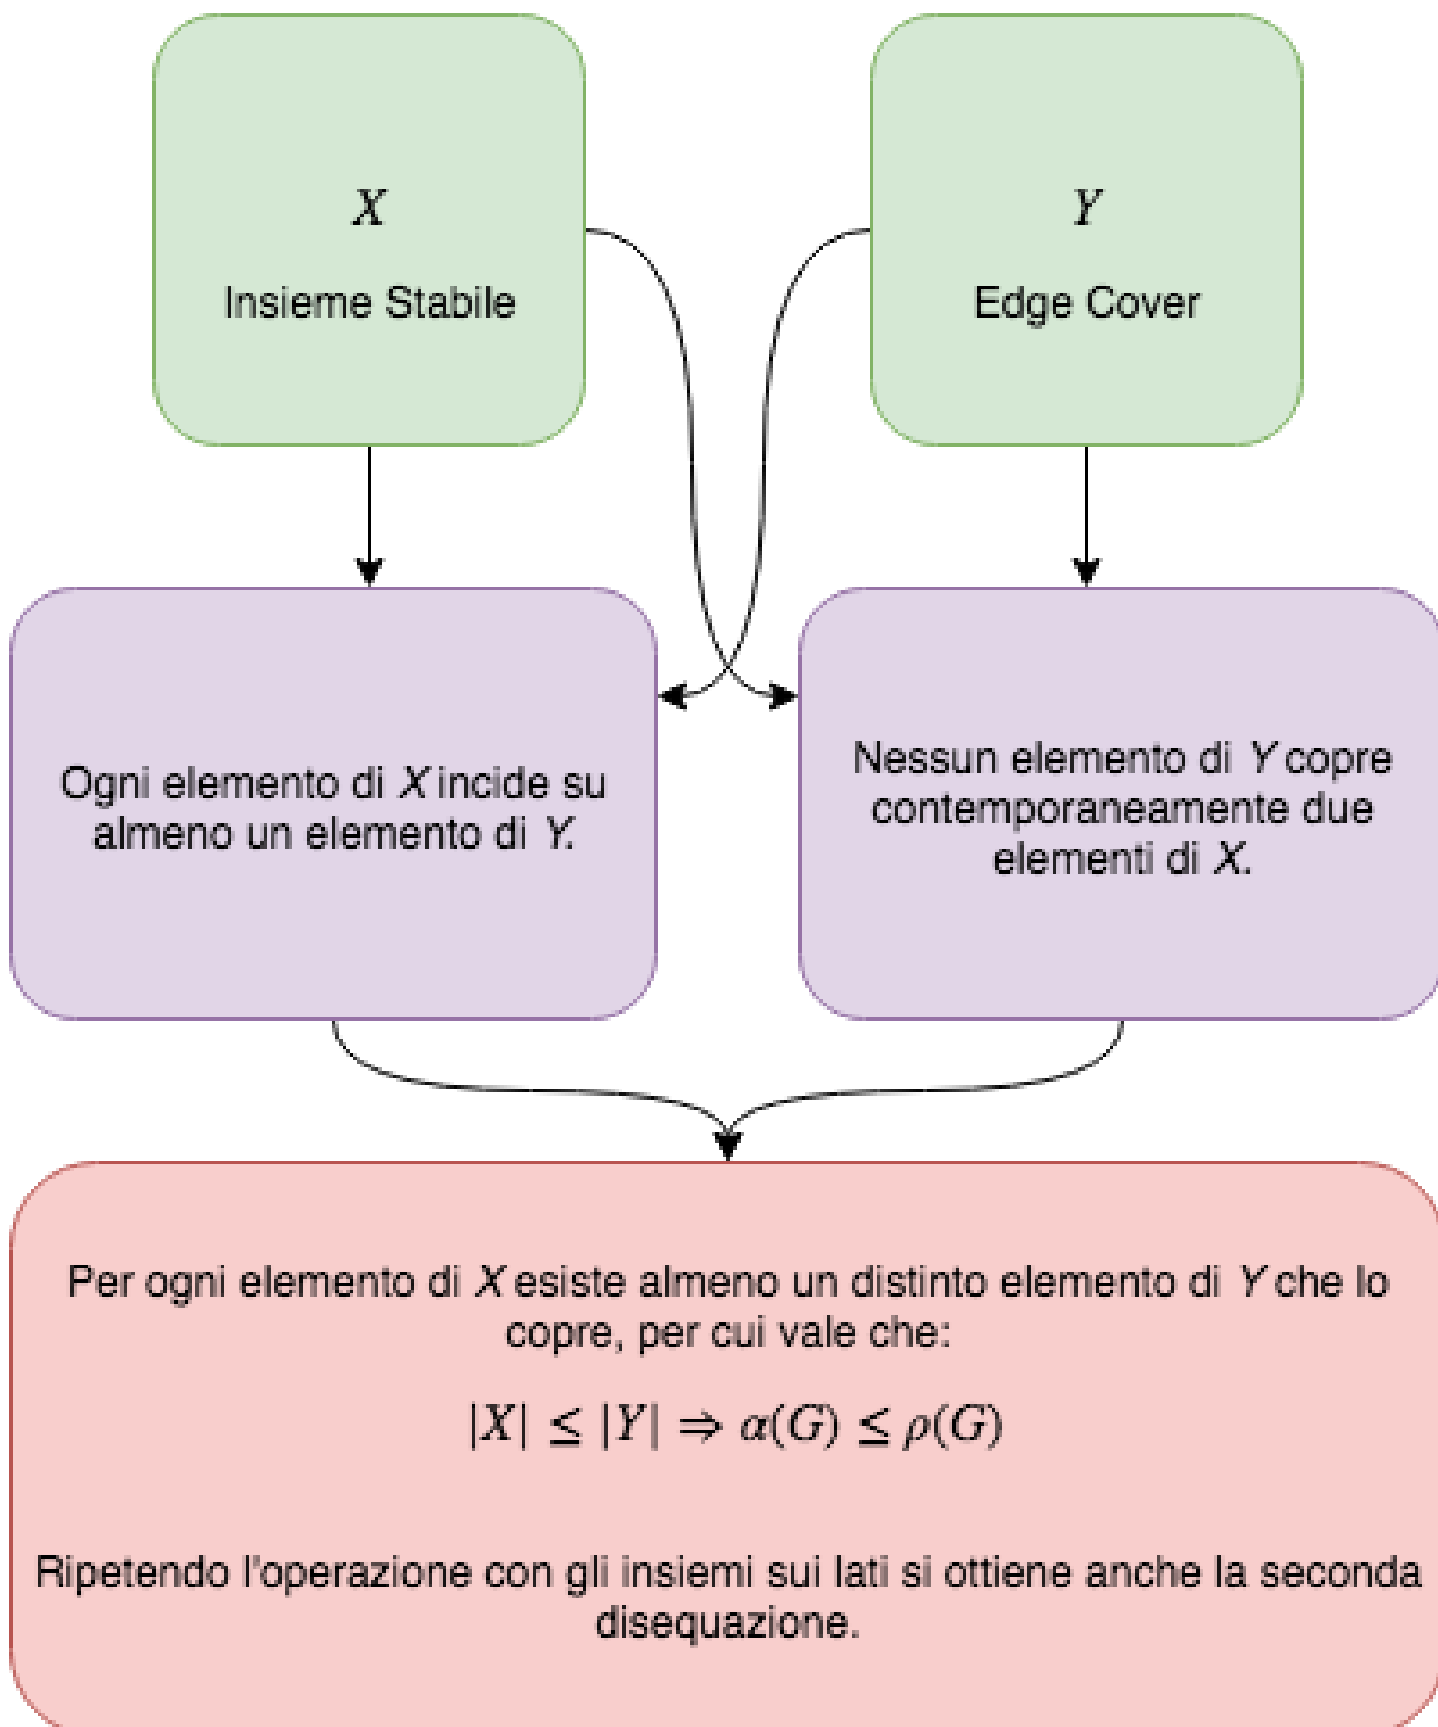 X
Insieme Stabile
Y
Edge Cover
Ogni elemento di X incide su
almeno un elemento di Y.
Nessun elemento di Y copre
contemporaneamente due
elementi di X.
Per ogni elemento di X esiste almeno un distinto elemento di Y che lo
copre, per cui vale che:
|X| ≤ |Y| ⇒ α(G) ≤ ρ(G)
Ripetendo l'operazione con gli insiemi sui lati si ottiene anche la seconda
disequazione.